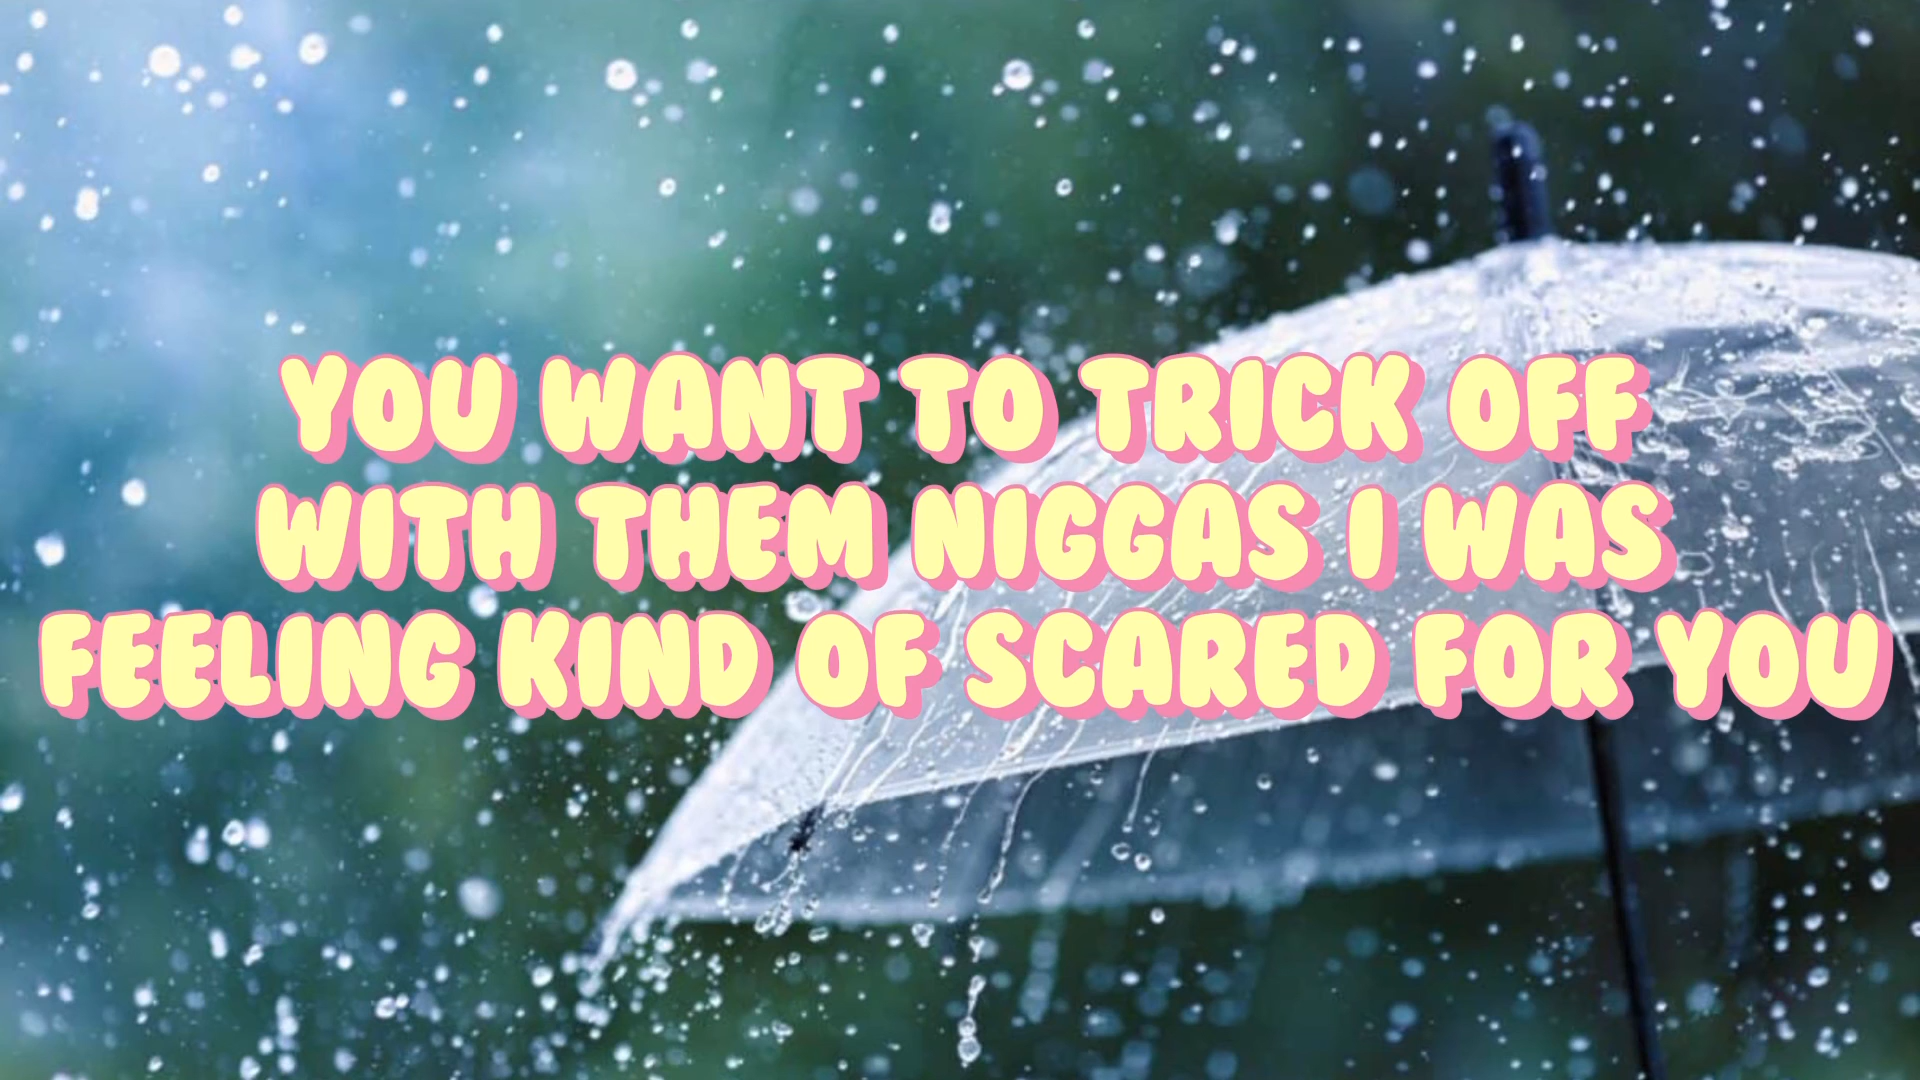 YOU WANT TO TRICK OFF
WITH THEM NIGGAS I WAS
FEELING KIND OF SCARED FOR YOU